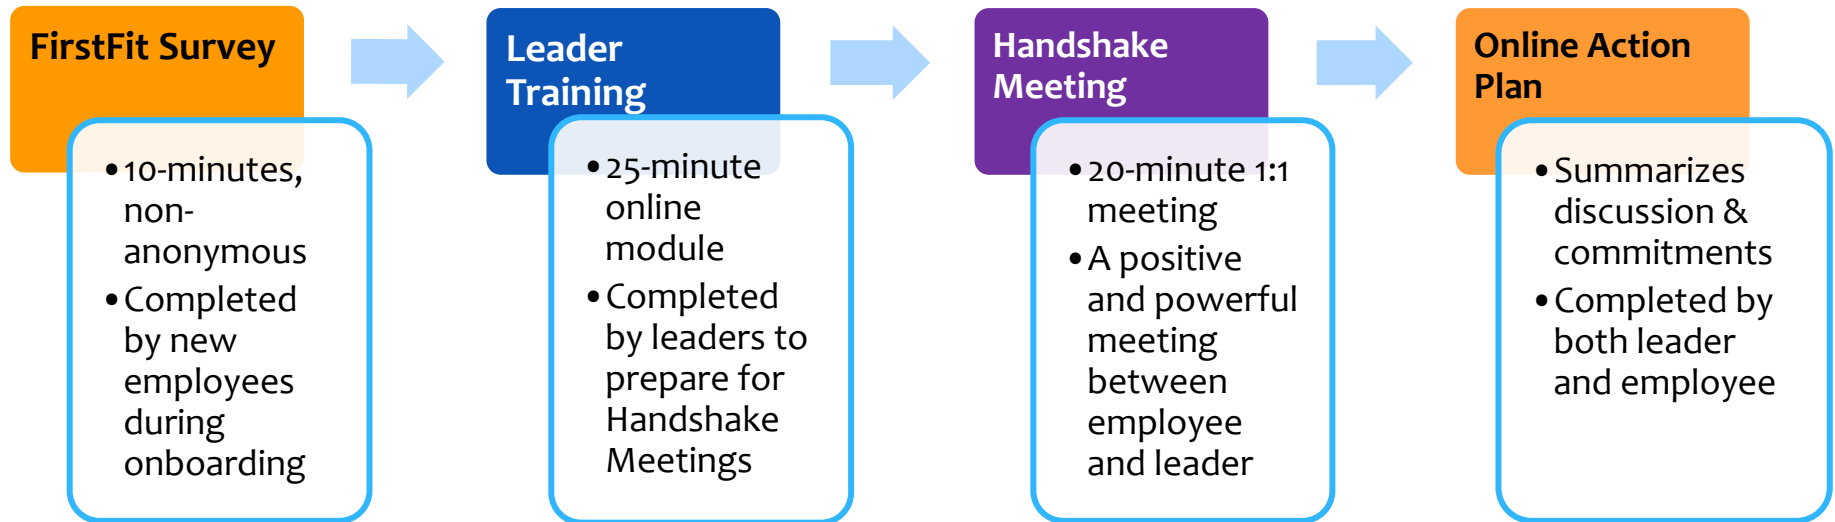 FirstFit Survey
•10-minutes,
non-
anonymous
•Completed
by new
employees
during
onboarding
Leader
Training
•25-minute
online
module
•Completed
by leaders to
prepare for
Handshake
Meetings
Handshake
Meeting
•20-minute 1:1
meeting
•A positive
and powerful
meeting
between
employee
and leader
Online Action
Plan
•Summarizes
discussion &
commitments
•Completed by
both leader
and employee